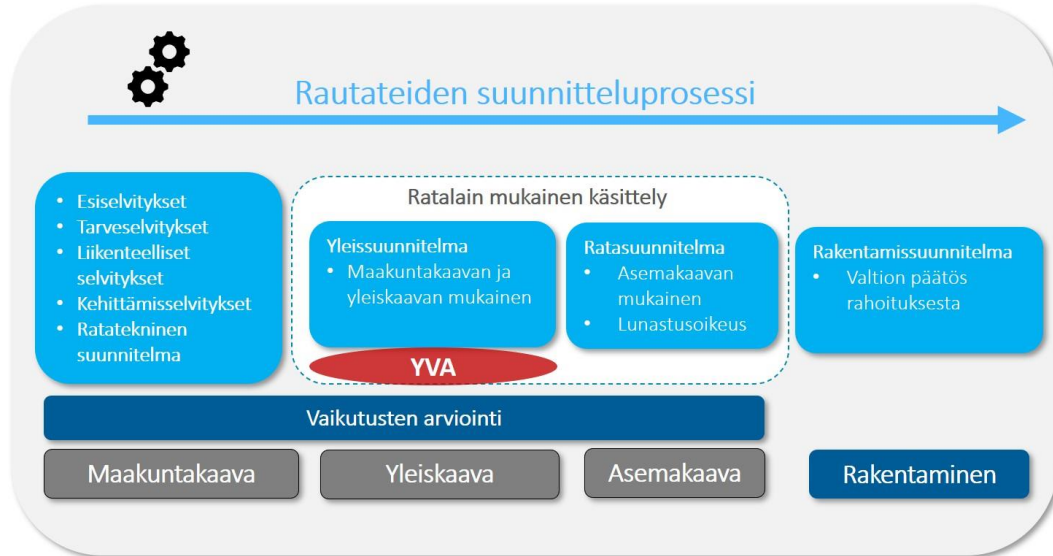 Rautateiden suunnitteluprosessi
• Esiselvitykset
• Tarveselvitykset
• Liikenteelliset
selvitykset
• Kehittämisselvitykset
• Ratatekninen
suunnitelma
Ratalain mukainen käsittely
Yleissuunnitelma
• Maakuntakaavan ja
yleiskaavan mukainen
YVA
Ratasuunnitelma
• Asemakaavan
mukainen
• Lunastusoikeus
Rakentamissuunnitelma
• Valtion päätös
rahoituksesta
Vaikutusten arviointi
Maakuntakaava
Yleiskaava
Asemakaava
Rakentaminen